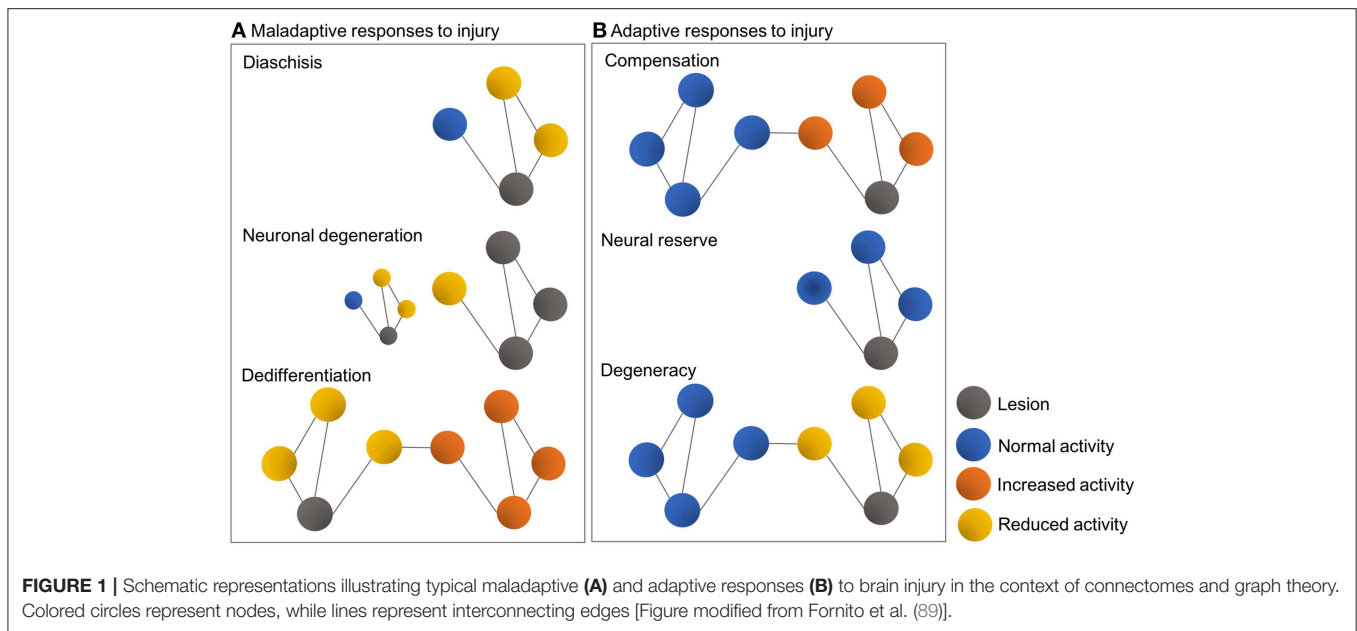 A Maladaptive responses to injury
Diaschisis
Neuronal degeneration
Dedifferentiation
B Adaptive responses to injury
Compensation
Neural reserve
Degeneracy
Lesion
Normal activity
Increased activity
Reduced activity
FIGURE 1 | Schematic representations illustrating typical maladaptive (A) and adaptive responses (B) to brain injury in the context of connectomes and graph theory.
Colored circles represent nodes, while lines represent interconnecting edges [Figure modified from Fornito et al. (89)].